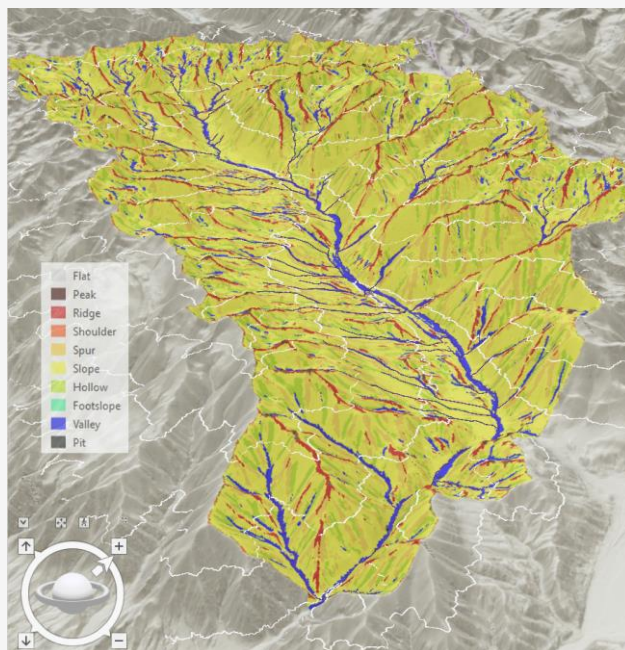 Flat
Peak
Ridge
Shoulder
Spur
Slope
Hollow
Footslope
Valley
Pit